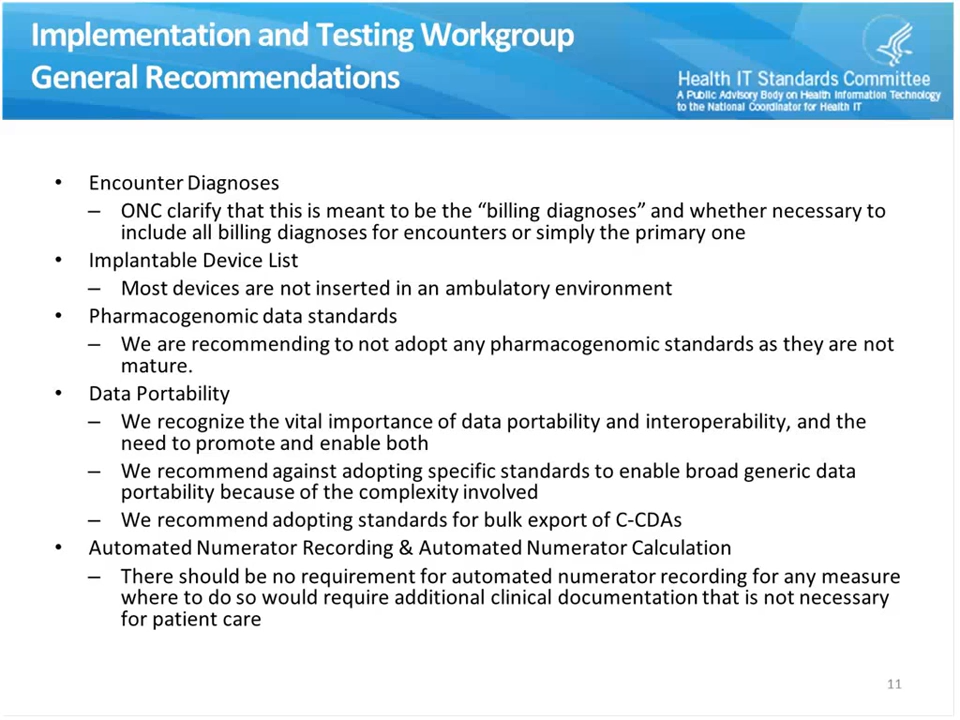 Implementation and Testing Workgroup
General Recommendations
Health IT Standards Committee
A Public Advisory Body on Health Information Technology
to the National Coordinator for Health IT
• Encounter Diagnoses
– ONC clarify that this is meant to be the “billing diagnoses” and whether necessary to
include all billing diagnoses for encounters or simply the primary one
• Implantable Device List
– Most devices are not inserted in an ambulatory environment
• Pharmacogenomic data standards
– We are recommending to not adopt any pharmacogenomic standards as they are not
mature.
• Data Portability
– We recognize the vital importance of data portability and interoperability, and the
need to promote and enable both
– We recommend against adopting specific standards to enable broad generic data
portability because of the complexity involved
– We recommend adopting standards for bulk export of C-CDAs
• Automated Numerator Recording & Automated Numerator Calculation
– There should be no requirement for automated numerator recording for any measure
where to do so would require additional clinical documentation that is not necessary
for patient care
11